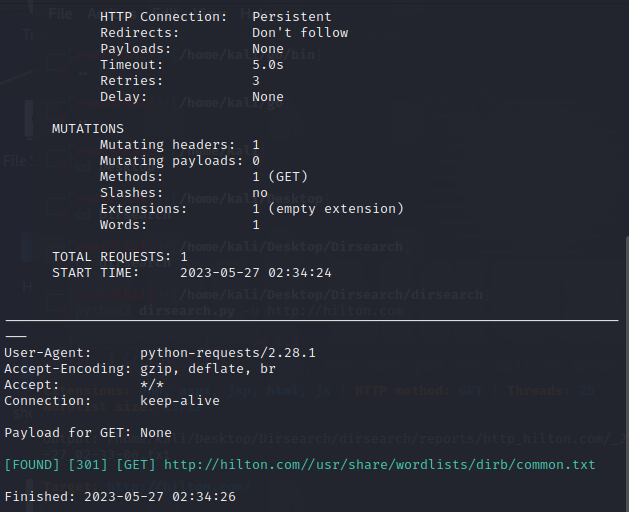 HTTP Connection: Persistent
Redirects: Don't follow
Payloads: None
Timeout: 5.0s
Retries: 3
Delay: None
MUTATIONS
Mutating headers: 1
Mutating payloads: 0
Methods: 1 (GET)
Slashes: no
Extensions: 1 (empty extension)
Words: 1
TOTAL REQUESTS: 1
START TIME: 2023-05-27 02:34:24
User-Agent: python-requests/2.28.1
Accept-Encoding: gzip, deflate, br
Accept: */*
Connection: keep-alive
Payload for GET: None
[FOUND] [301] [GET] http://hilton.com//usr/share/wordlists/dirb/common.txt
Finished: 2023-05-27 02:34:26